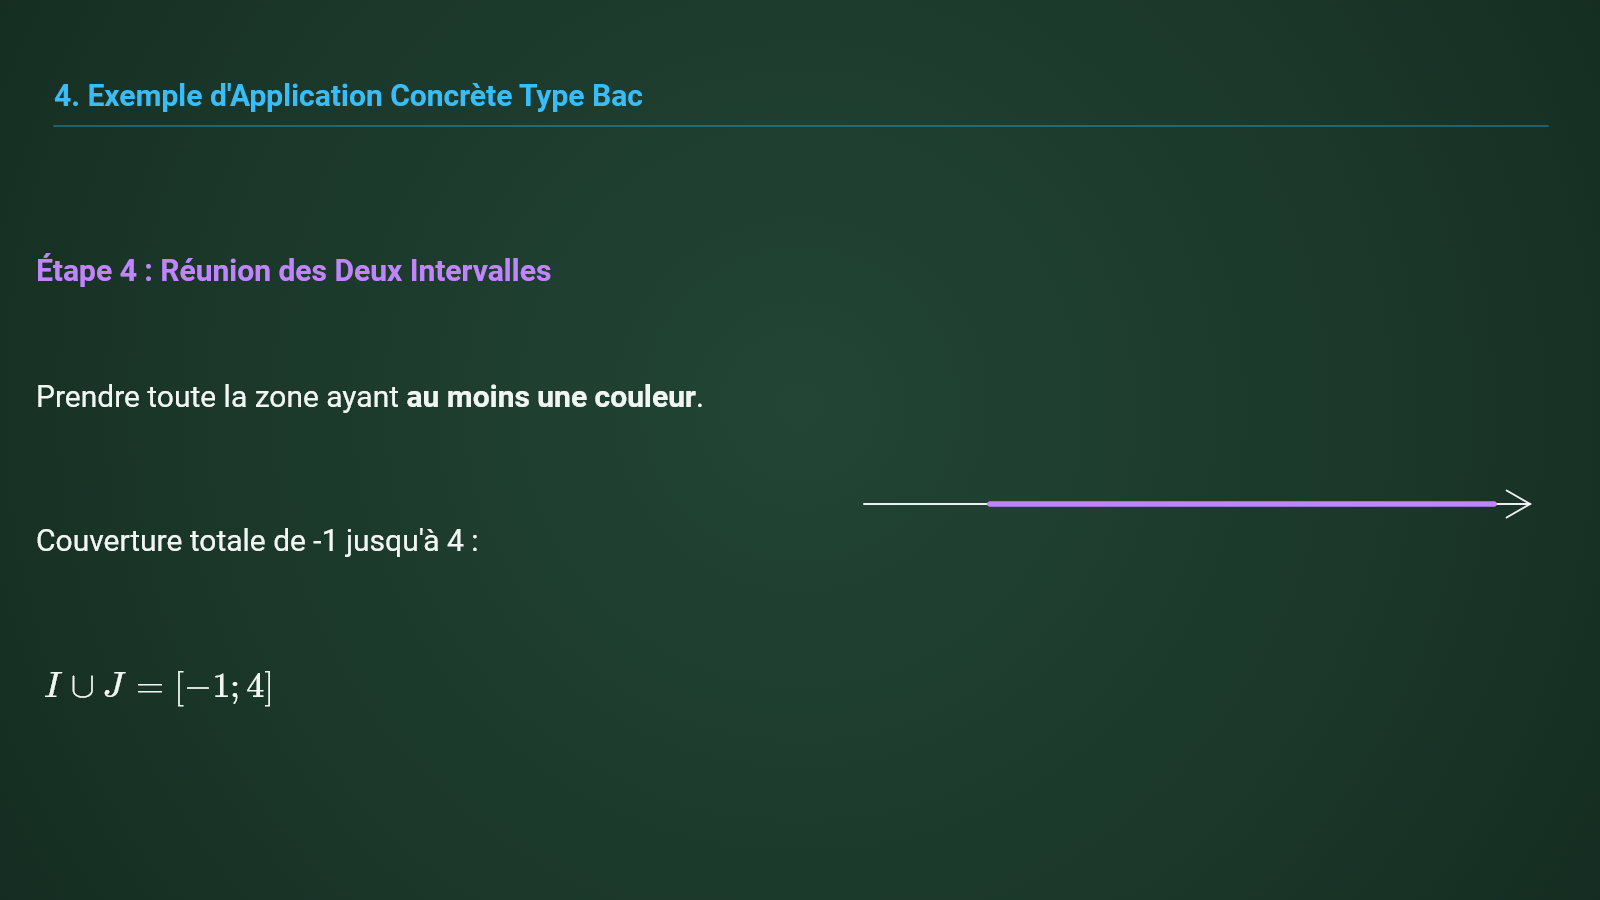 4. Exemple d'Application Concrète Type Bac
Étape 4 : Réunion des Deux Intervalles
Prendre toute la zone ayant au moins une couleur.
Couverture totale de -1 jusqu'à 4 :
I ∪ J = [−1; 4]